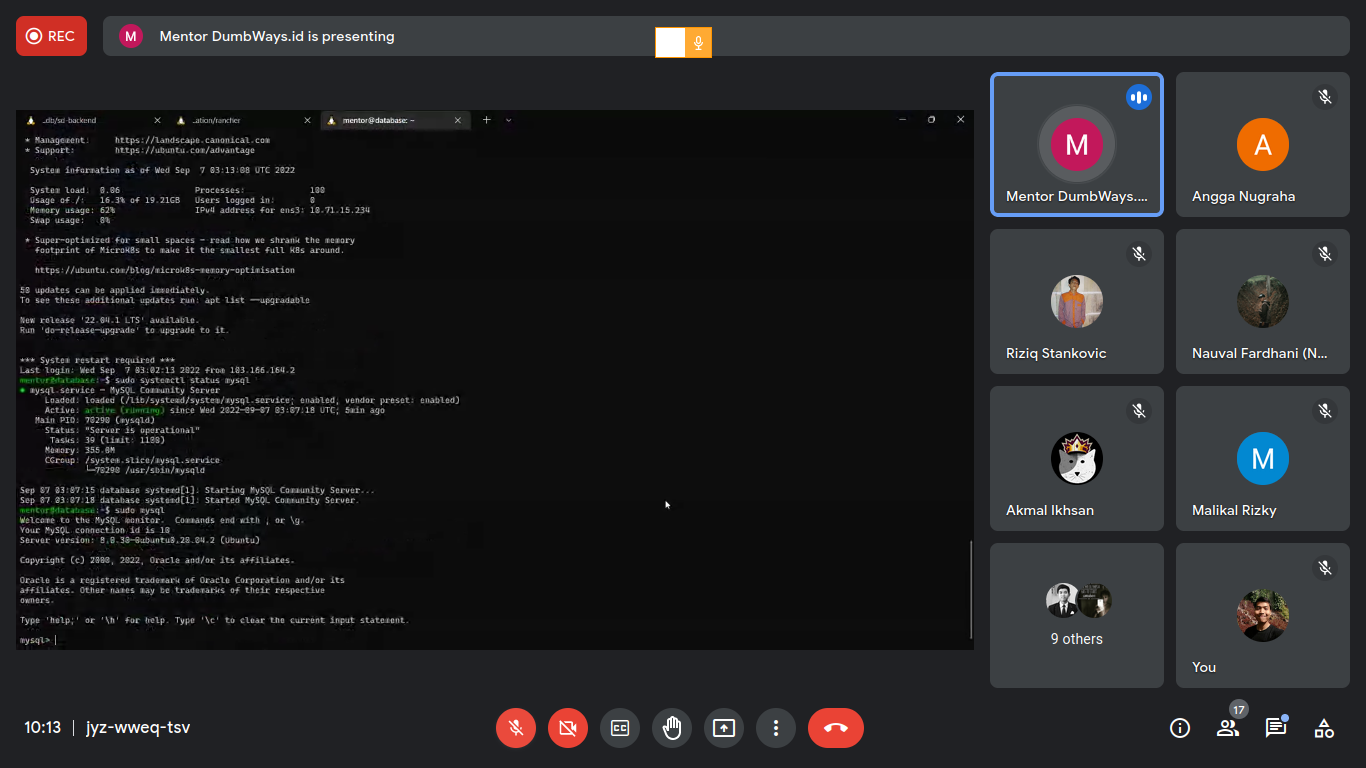 REC
M
Mentor DumbWays.id is presenting
..db/sci-backend
..ation/rancher
mentor@database: ~
* Management: https://landscape.canonical.com
* Support: https://ubuntu.com/advantage
System information as of Wed Sep 7 03:13:08 UTC 2022
System load: 0.06 Processes: 100
Usage of /: 16.3% of 19.21GB Users logged in: 0
Memory usage: 62% IPv4 address for ens3: 10.71.15.234
Swap usage: 0%
* Super-optimized for small spaces - read how we shrank the memory
footprint of MicroK8s to make it the smallest full K8s around.
https://ubuntu.com/blog/microk8s-memory-optimisation
50 updates can be applied immediately.
To see these additional updates run: apt list --upgradable
New release '22.04.1 LTS' available.
Run 'do-release-upgrade' to upgrade to it.
*** System restart required ***
Last login: Wed Sep 7 03:02:13 2022 from 103.166.164.2
mentor@database:~$ sudo systemctl status mysql
● mysql.service - MySQL Community Server
Loaded: loaded (/lib/systemd/system/mysql.service; enabled; vendor preset: enabled)
Active: active (running) since Wed 2022-09-07 03:07:18 UTC; 5min ago
Main PID: 70290 (mysqld)
Status: "Server is operational"
Tasks: 39 (limit: 1100)
Memory: 355.0M
CGroup: /system.slice/mysql.service
└─70290 /usr/sbin/mysqld
Sep 07 03:07:15 database systemd[1]: Starting MySQL Community Server...
Sep 07 03:07:18 database systemd[1]: Started MySQL Community Server.
mentor@database:~$ sudo mysql
Welcome to the MySQL monitor. Commands end with ; or \g.
Your MySQL connection id is 10
Server version: 8.0.30-0ubuntu0.20.04.2 (Ubuntu)
Copyright (c) 2000, 2022, Oracle and/or its affiliates.
Oracle is a registered trademark of Oracle Corporation and/or its
affiliates. Other names may be trademarks of their respective
owners.
Type 'help;' or '\h' for help. Type '\c' to clear the current input statement.
mysql>
M
Mentor DumbWays....
A
Angga Nugraha
Riziq Stankovic
Nauval Fardhani (N...
Akmal Ikhsan
M
Malikal Rizky
9 others
You
10:13 | jyz-wweq-tsv
CC
17